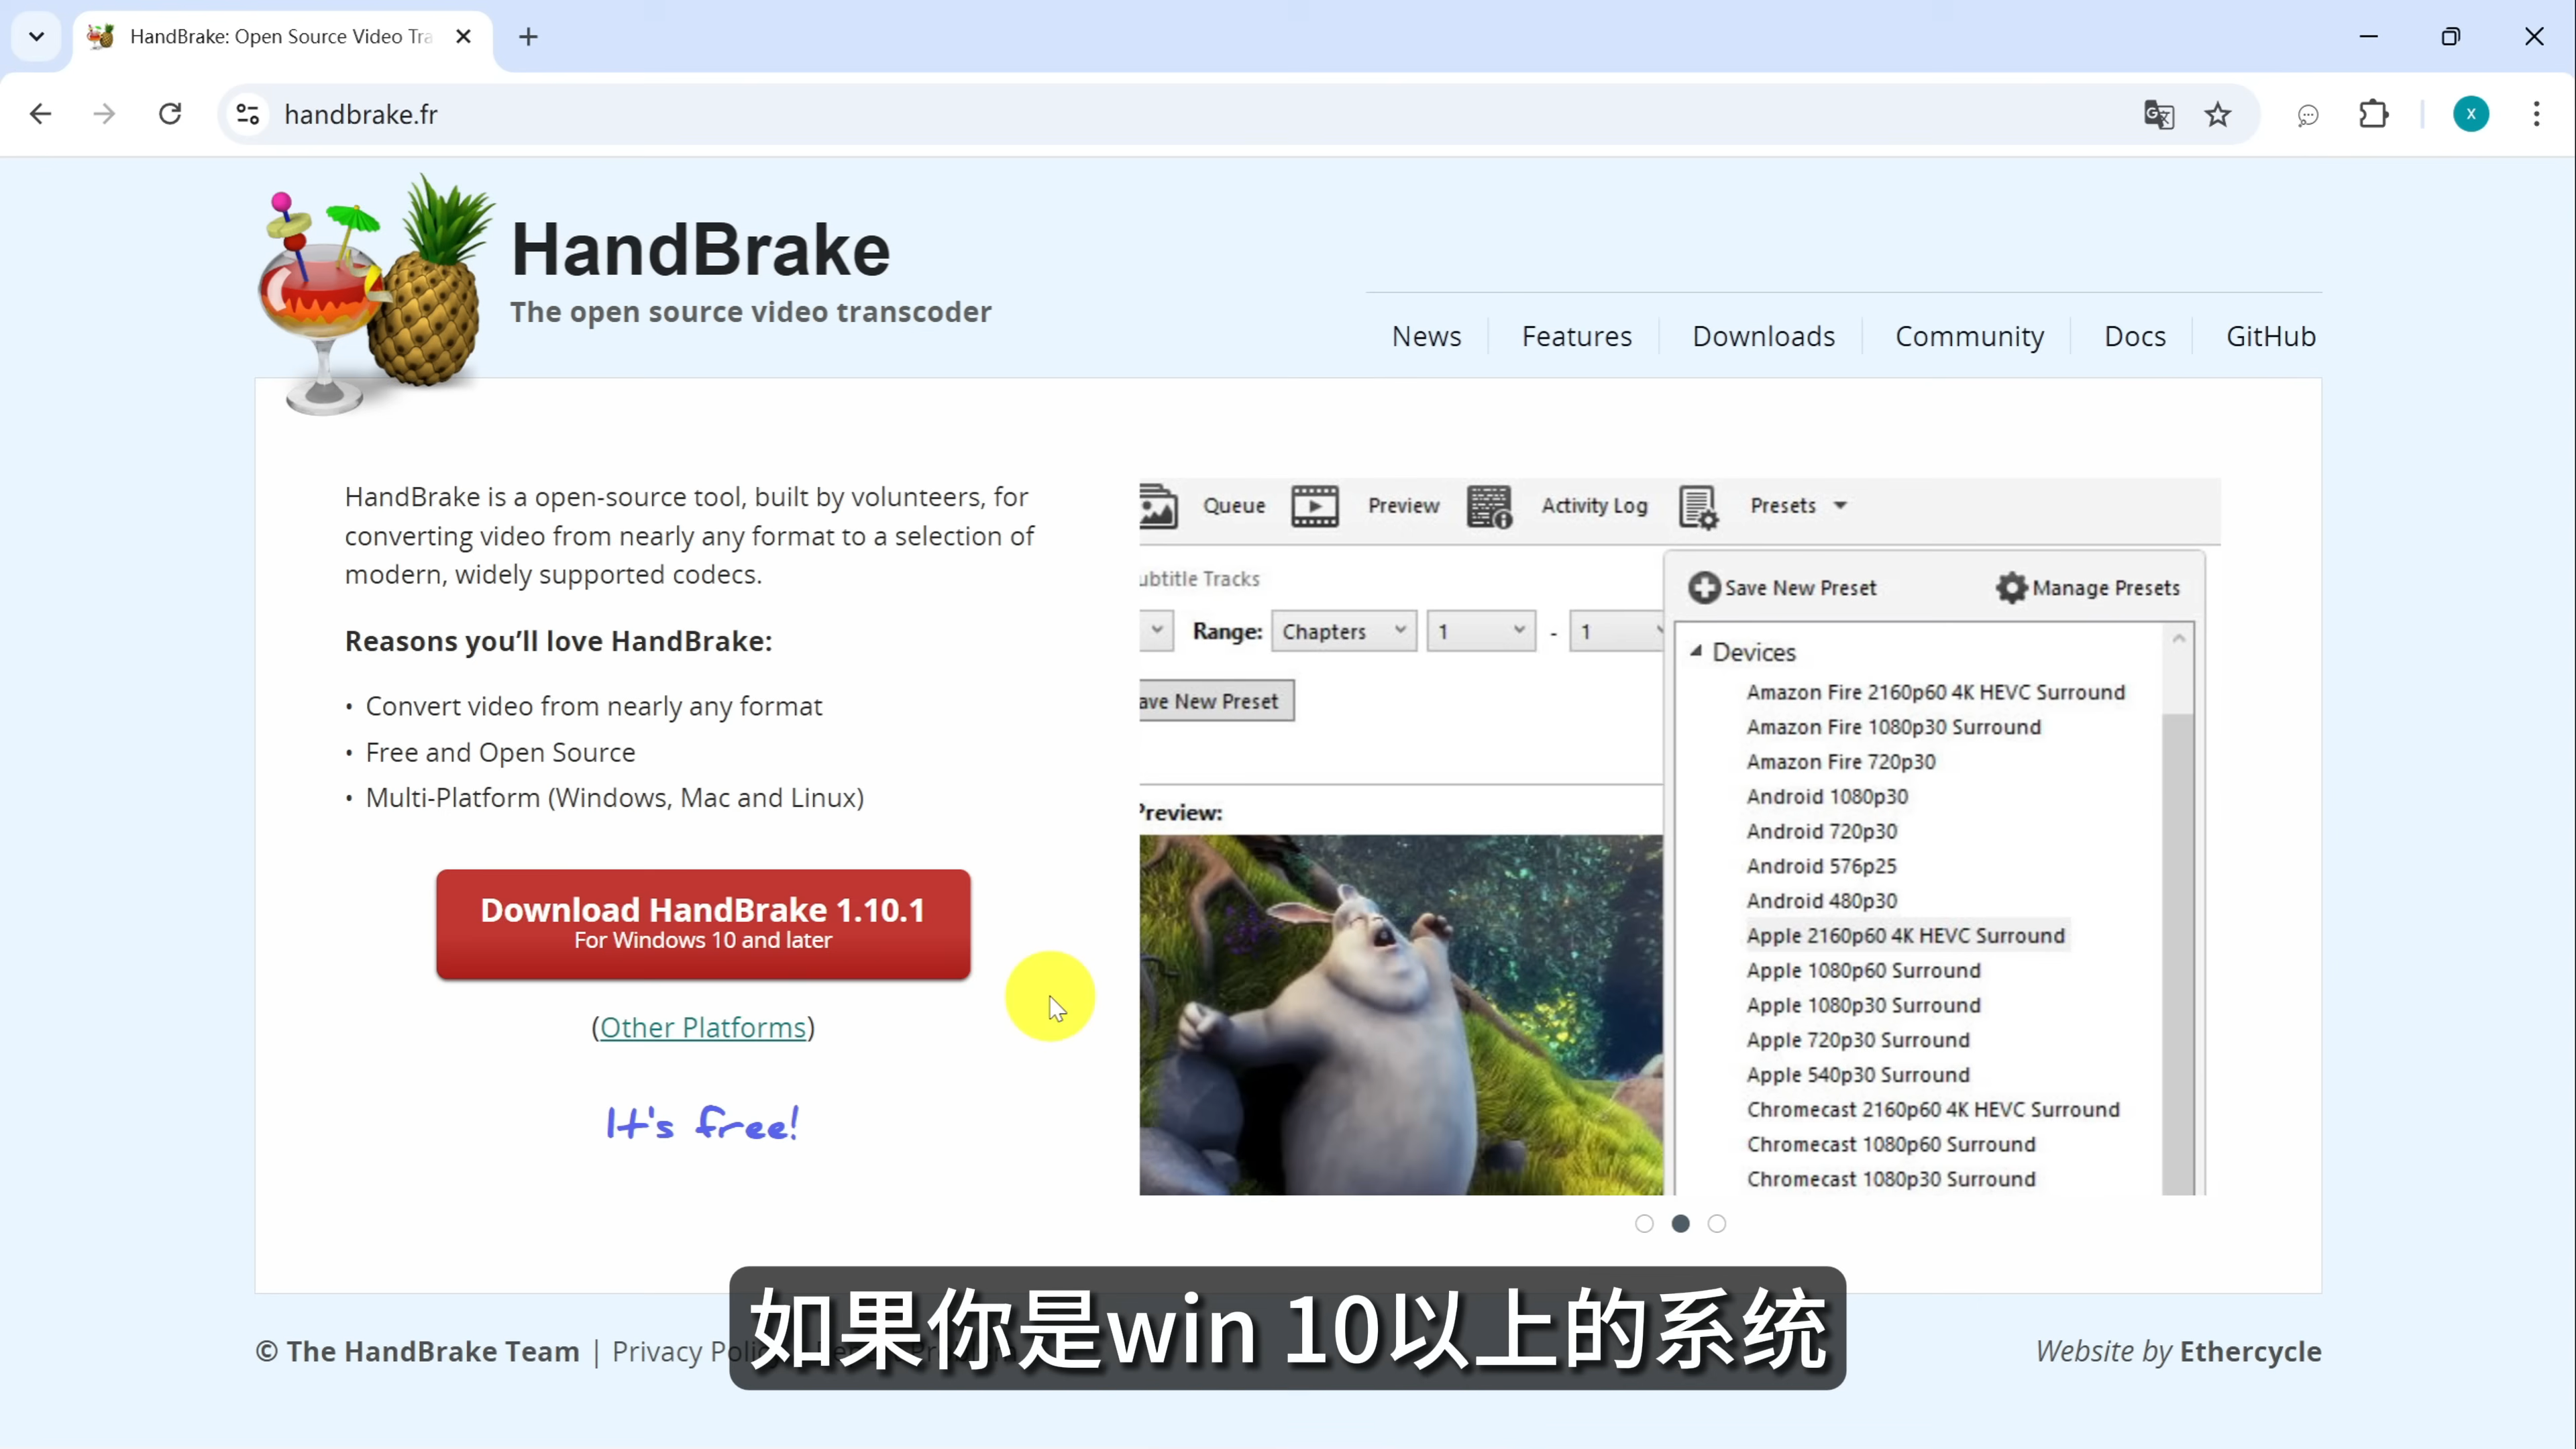 HandBrake: Open Source Video Tra
handbrake.fr
X
HandBrake
The open source video transcoder
News
Features
Downloads
Community
Docs
GitHub
HandBrake is a open-source tool, built by volunteers, for
converting video from nearly any format to a selection of
modern, widely supported codecs.
Reasons you'll love HandBrake:
• Convert video from nearly any format
• Free and Open Source
• Multi-Platform (Windows, Mac and Linux)
Download HandBrake 1.10.1
For Windows 10 and later
(Other Platforms)
It's free!
Queue
Preview
Activity Log
Presets
ubtitle Tracks
Range: Chapters 1 - 1
ave New Preset
Preview:
Save New Preset
Manage Presets
Devices
Amazon Fire 2160p60 4K HEVC Surround
Amazon Fire 1080p30 Surround
Amazon Fire 720p30
Android 1080p30
Android 720p30
Android 576p25
Android 480p30
Apple 2160p60 4K HEVC Surround
Apple 1080p60 Surround
Apple 1080p30 Surround
Apple 720p30 Surround
Apple 540p30 Surround
Chromecast 2160p60 4K HEVC Surround
Chromecast 1080p60 Surround
Chromecast 1080p30 Surround
如果你是win 10以上的系统
© The HandBrake Team | Privacy Policy
Website by Ethercycle